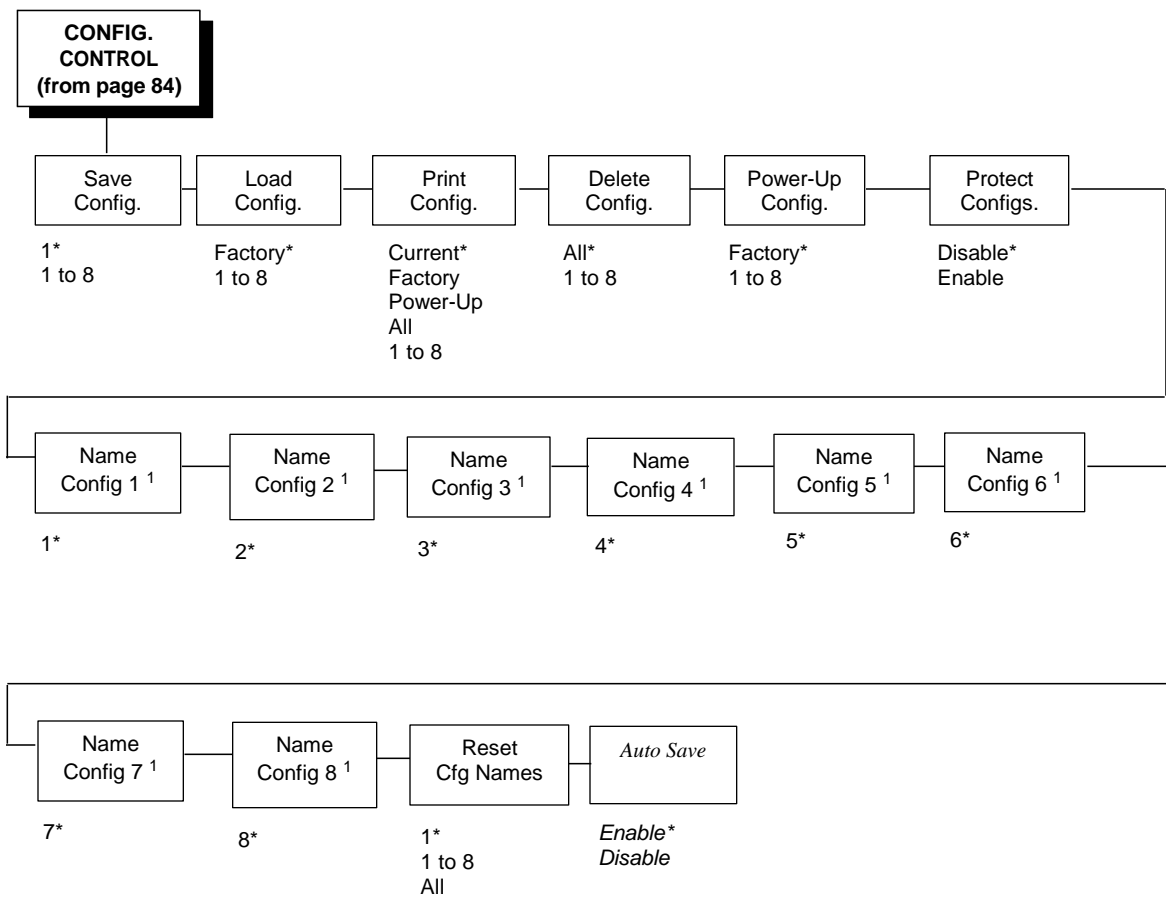 CONFIG.
CONTROL
(from page 84)
Save
Config.
1*
1 to 8
Load
Config.
Factory*
1 to 8
Print
Config.
Current*
Factory
Power-Up
All
1 to 8
Delete
Config.
All*
1 to 8
Power-Up
Config.
Factory*
1 to 8
Protect
Configs.
Disable*
Enable
Name
Config 1 1
1*
Name
Config 2 1
2*
Name
Config 3 1
3*
Name
Config 4 1
4*
Name
Config 5 1
5*
Name
Config 6 1
6*
Name
Config 7 1
7*
Name
Config 8 1
8*
Reset
Cfg Names
1*
1 to 8
All
Auto Save
Enable*
Disable